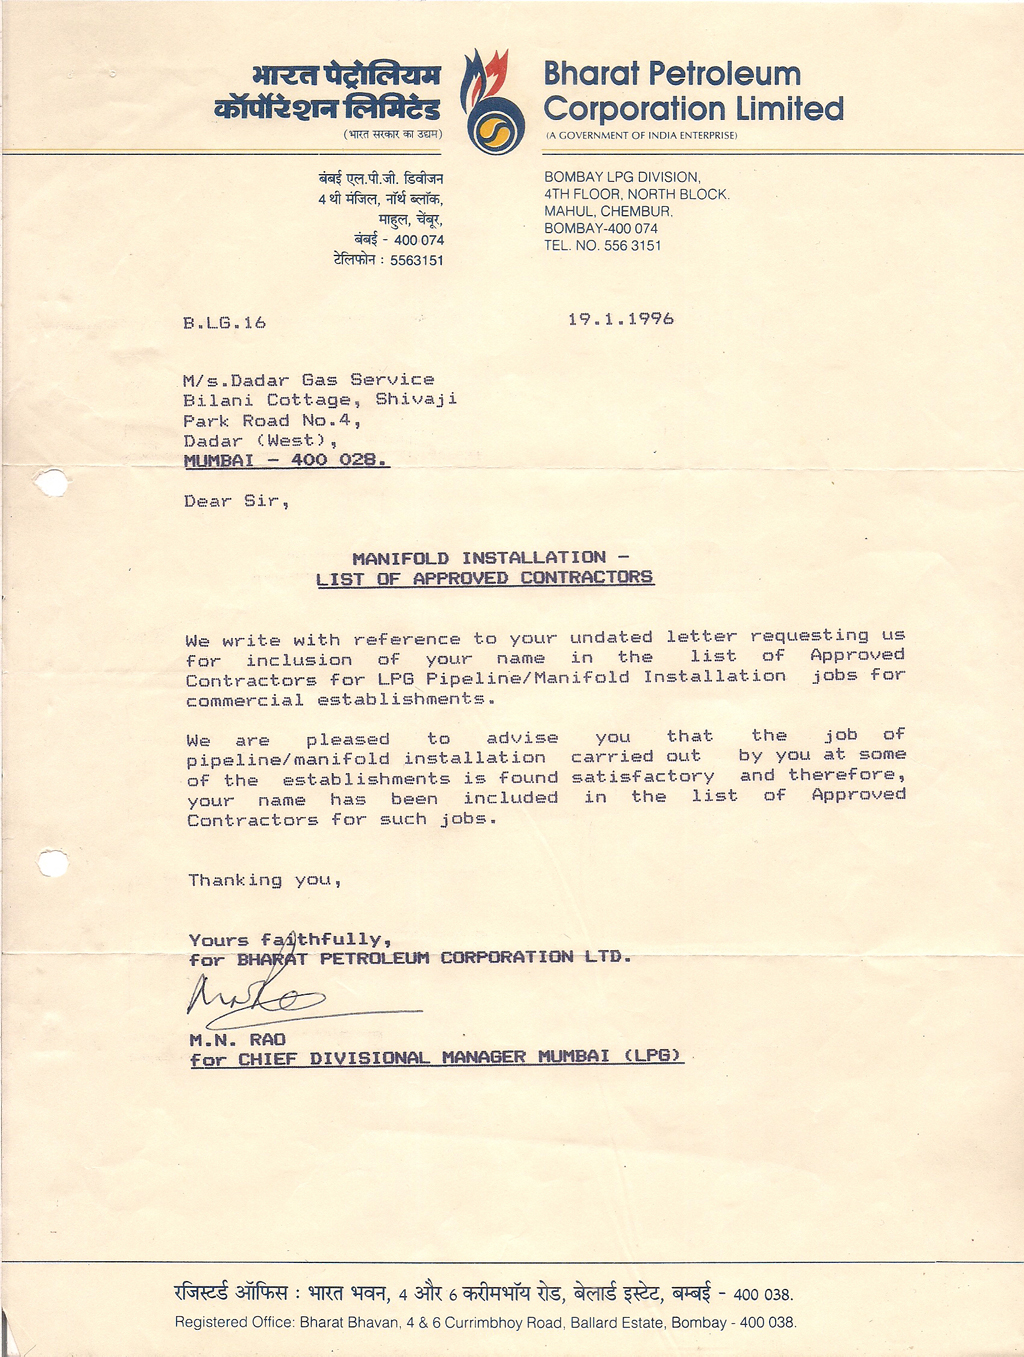 भारत पेट्रोलियम
कॉर्पोरेशन लिमिटेड
(भारत सरकार का उद्यम)
Bharat Petroleum
Corporation Limited
(A GOVERNMENT OF INDIA ENTERPRISE)
बंबई एल.पी.जी. डिवीजन
4 थी मंजिल, नॉर्थ ब्लॉक,
माहुल, चेंबूर,
बंबई - 400 074
टेलिफोन : 5563151
BOMBAY LPG DIVISION,
4TH FLOOR, NORTH BLOCK.
MAHUL, CHEMBUR,
BOMBAY-400 074
TEL. NO. 556 3151
B.LG.16 19.1.1996
M/s.Dadar Gas Service
Bilani Cottage, Shivaji
Park Road No.4,
Dadar (West),
MUMBAI - 400 028.
Dear Sir,
MANIFOLD INSTALLATION -
LIST OF APPROVED CONTRACTORS
We write with reference to your undated letter requesting us
for inclusion of your name in the list of Approved
Contractors for LPG Pipeline/Manifold Installation jobs for
commercial establishments.
We are pleased to advise you that the job of
pipeline/manifold installation carried out by you at some
of the establishments is found satisfactory and therefore,
your name has been included in the list of Approved
Contractors for such jobs.
Thanking you,
Yours faithfully,
for BHARAT PETROLEUM CORPORATION LTD.
M.N. RAO
for CHIEF DIVISIONAL MANAGER MUMBAI (LPG)
रजिस्टर्ड ऑफिस : भारत भवन, 4 और 6 करीमभॉय रोड, बेलार्ड इस्टेट, बम्बई - 400 038.
Registered Office: Bharat Bhavan, 4 & 6 Currimbhoy Road, Ballard Estate, Bombay - 400 038.